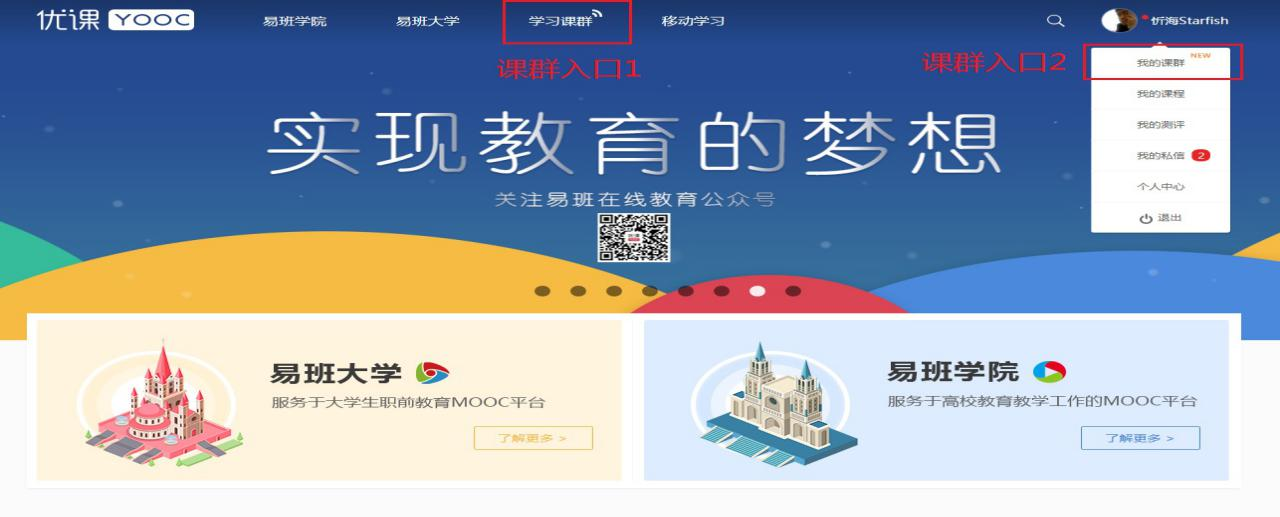 优课 YOOC
易班学院
易班大学
学习课群
移动学习
忻海Starfish
课群入口1
课群入口2
我的课群 NEW
我的课程
我的测评
我的私信 2
个人中心
退出
实现教育的梦想
关注易班在线教育公众号
易班大学
服务于大学生职前教育MOOC平台
了解更多 >
易班学院
服务于高校教育教学工作的MOOC平台
了解更多 >